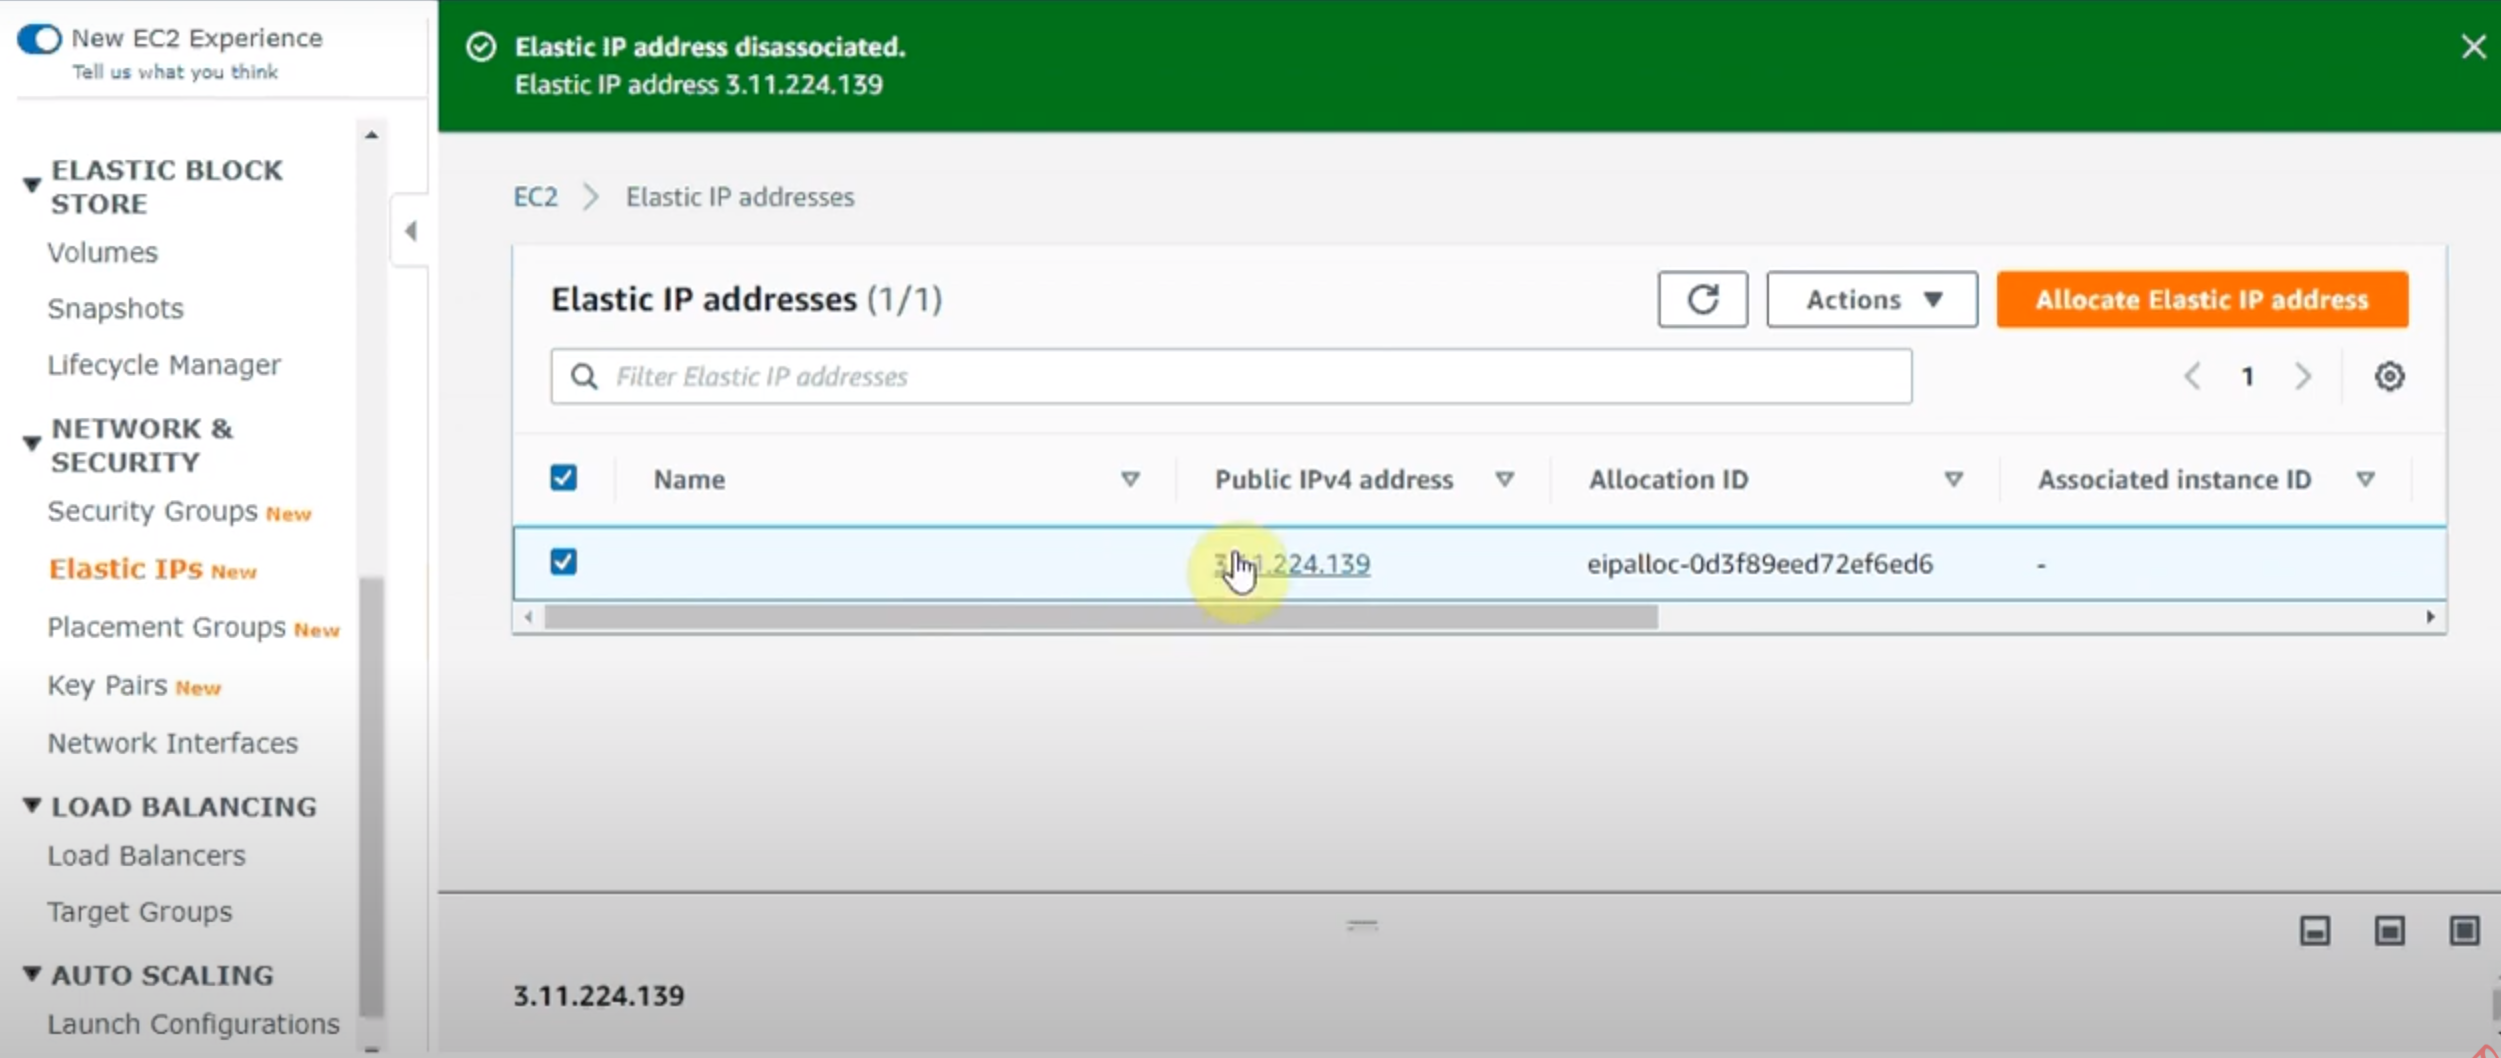 New EC2 Experience
Tell us what you think
ELASTIC BLOCK
STORE
Volumes
Snapshots
Lifecycle Manager
NETWORK &
SECURITY
Security Groups New
Elastic IPs New
Placement Groups New
Key Pairs New
Network Interfaces
LOAD BALANCING
Load Balancers
Target Groups
AUTO SCALING
Launch Configurations
Elastic IP address disassociated.
Elastic IP address 3.11.224.139
EC2 > Elastic IP addresses
Elastic IP addresses (1/1)
Actions
Allocate Elastic IP address
Filter Elastic IP addresses
1
Name Public IPv4 address Allocation ID Associated instance ID
3.11.224.139 eipalloc-0d3f89eed72ef6ed6 -
3.11.224.139